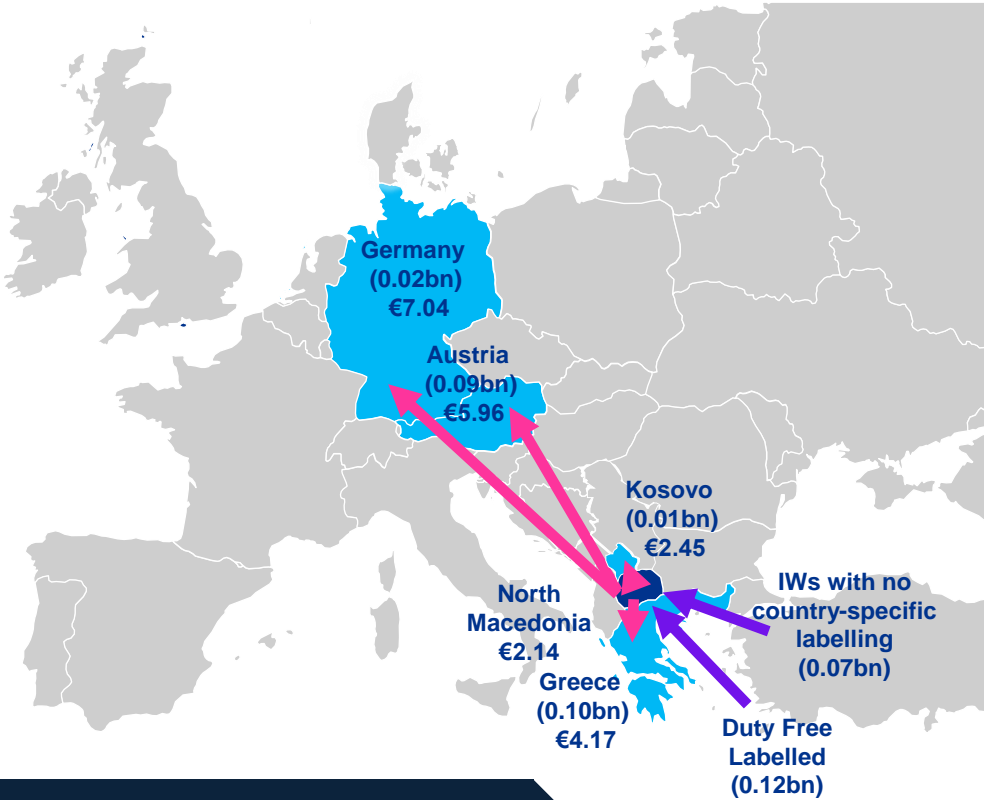 Germany
(0.02bn)
€7.04
Austria
(0.09bn)
€5.96
Kosovo
(0.01bn)
€2.45
North
Macedonia
€2.14
Greece
(0.10bn)
€4.17
IWs with no
country-specific
labelling
(0.07bn)
Duty Free
Labelled
(0.12bn)